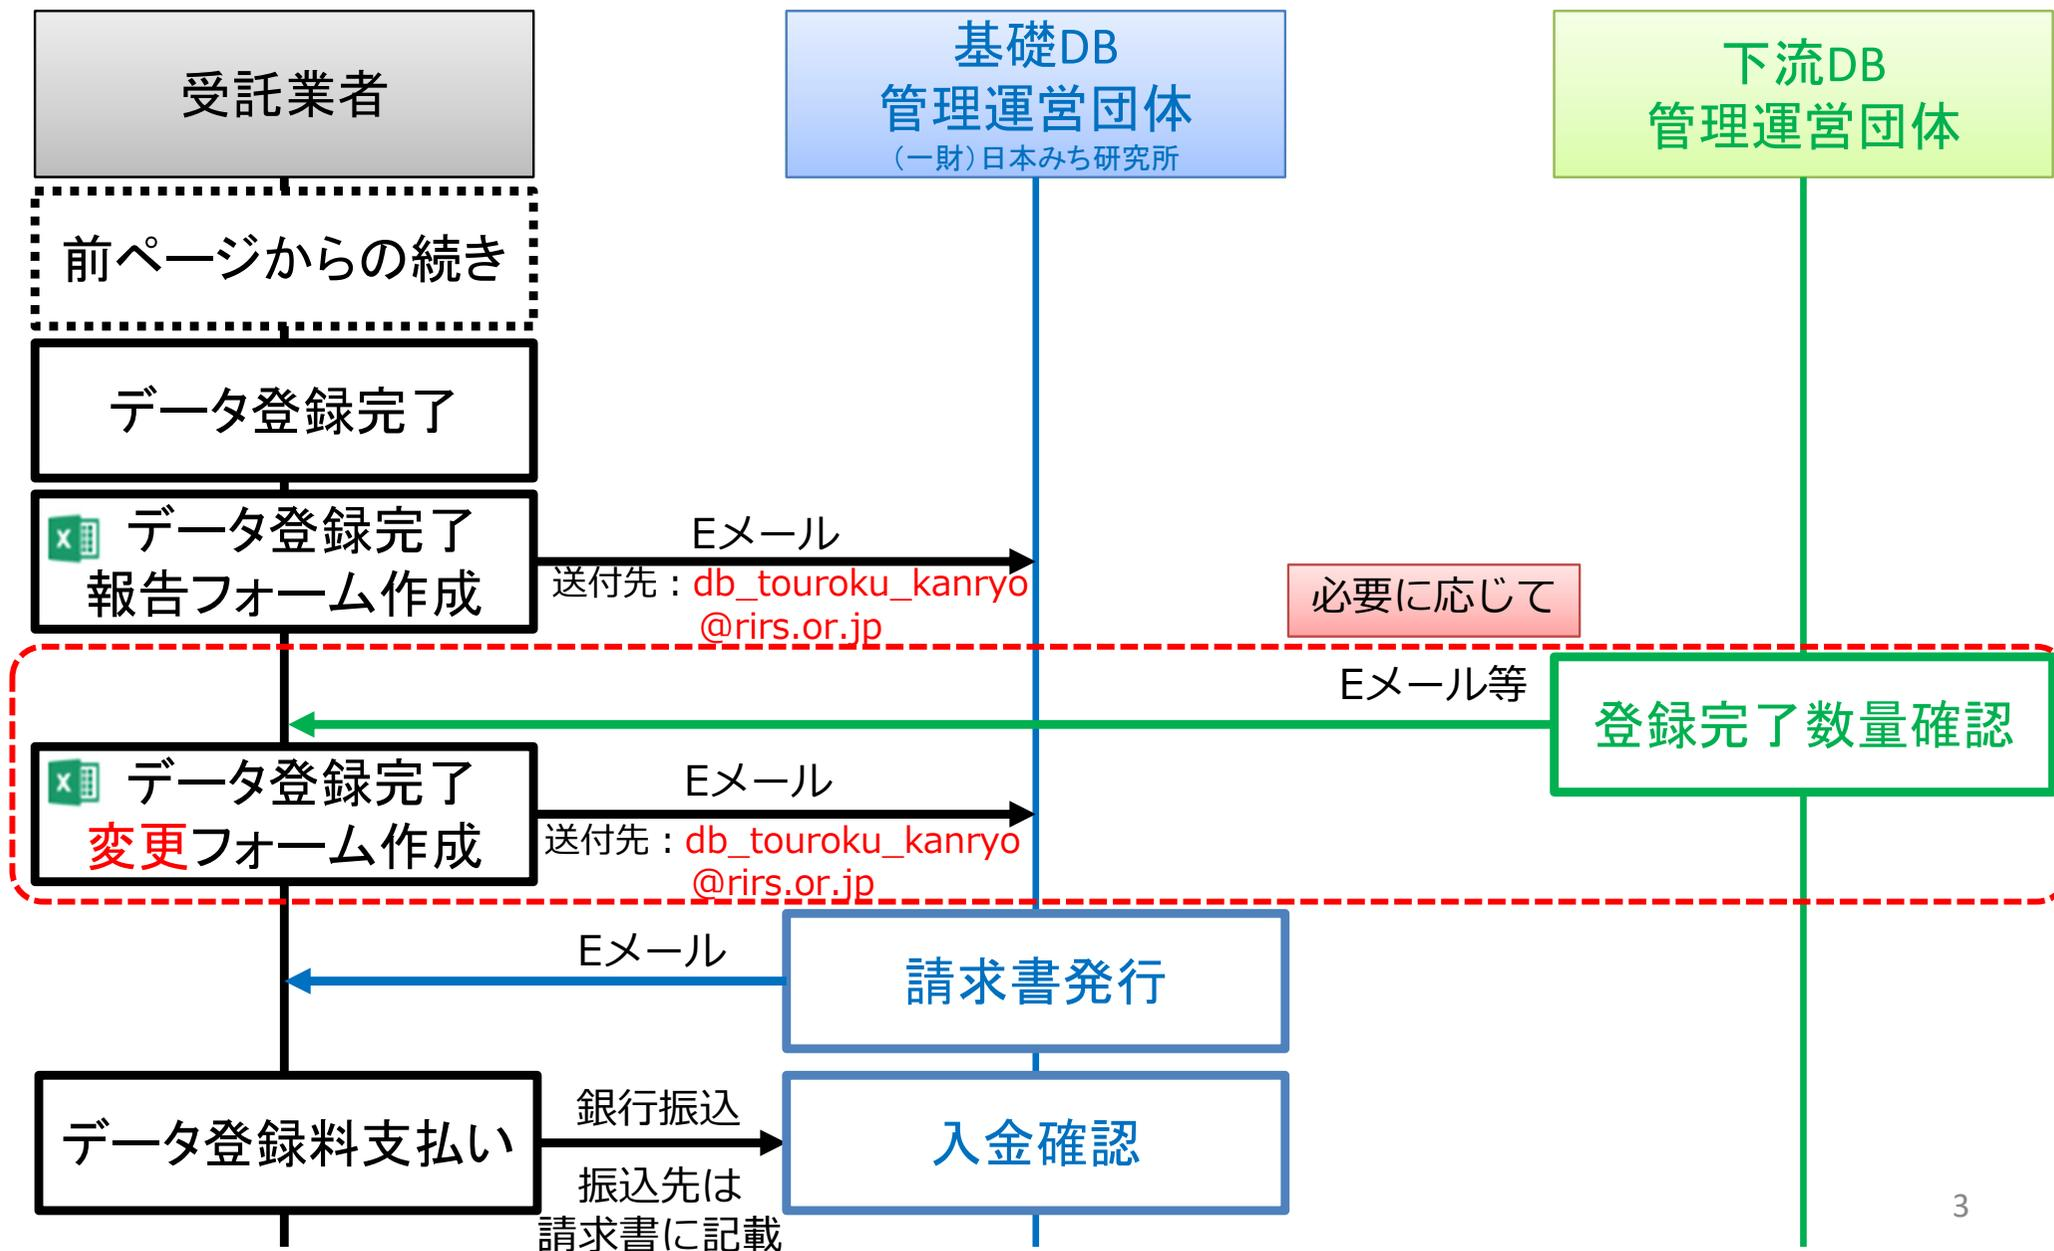 受託業者
基礎DB
管理運営団体
（一財）日本みち研究所
下流DB
管理運営団体
前ページからの続き
データ登録完了
データ登録完了
報告フォーム作成
Eメール
送付先：db_touroku_kanryo
@rirs.or.jp
必要に応じて
Eメール等
登録完了数量確認
データ登録完了
変更フォーム作成
Eメール
送付先：db_touroku_kanryo
@rirs.or.jp
Eメール
請求書発行
データ登録料支払い
銀行振込
振込先は
請求書に記載
入金確認
3